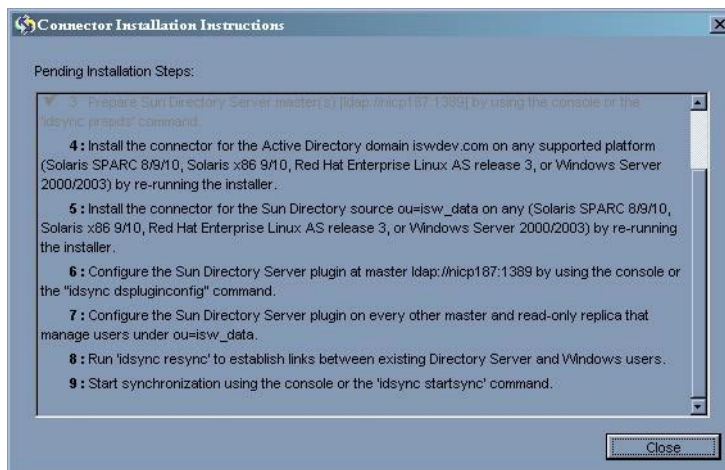 Connector Installation Instructions
Pending Installation Steps:
✔ 3 : Prepare Sun Directory Server master(s) [ldap://nicp187:1389] by using the console or the
'idsync prepds' command.
4 : Install the connector for the Active Directory domain iswdev.com on any supported platform
(Solaris SPARC 8/9/10, Solaris x86 9/10, Red Hat Enterprise Linux AS release 3, or Windows Server
2000/2003) by re-running the installer.
5 : Install the connector for the Sun Directory source ou=isw_data on any (Solaris SPARC 8/9/10,
Solaris x86 9/10, Red Hat Enterprise Linux AS release 3, or Windows Server 2000/2003) by re-running
the installer.
6 : Configure the Sun Directory Server plugin at master ldap://nicp187:1389 by using the console or
the "idsync dspluginconfig" command.
7 : Configure the Sun Directory Server plugin on every other master and read-only replica that
manage users under ou=isw_data.
8 : Run 'idsync resync' to establish links between existing Directory Server and Windows users.
9 : Start synchronization using the console or the 'idsync startsync' command.
Close